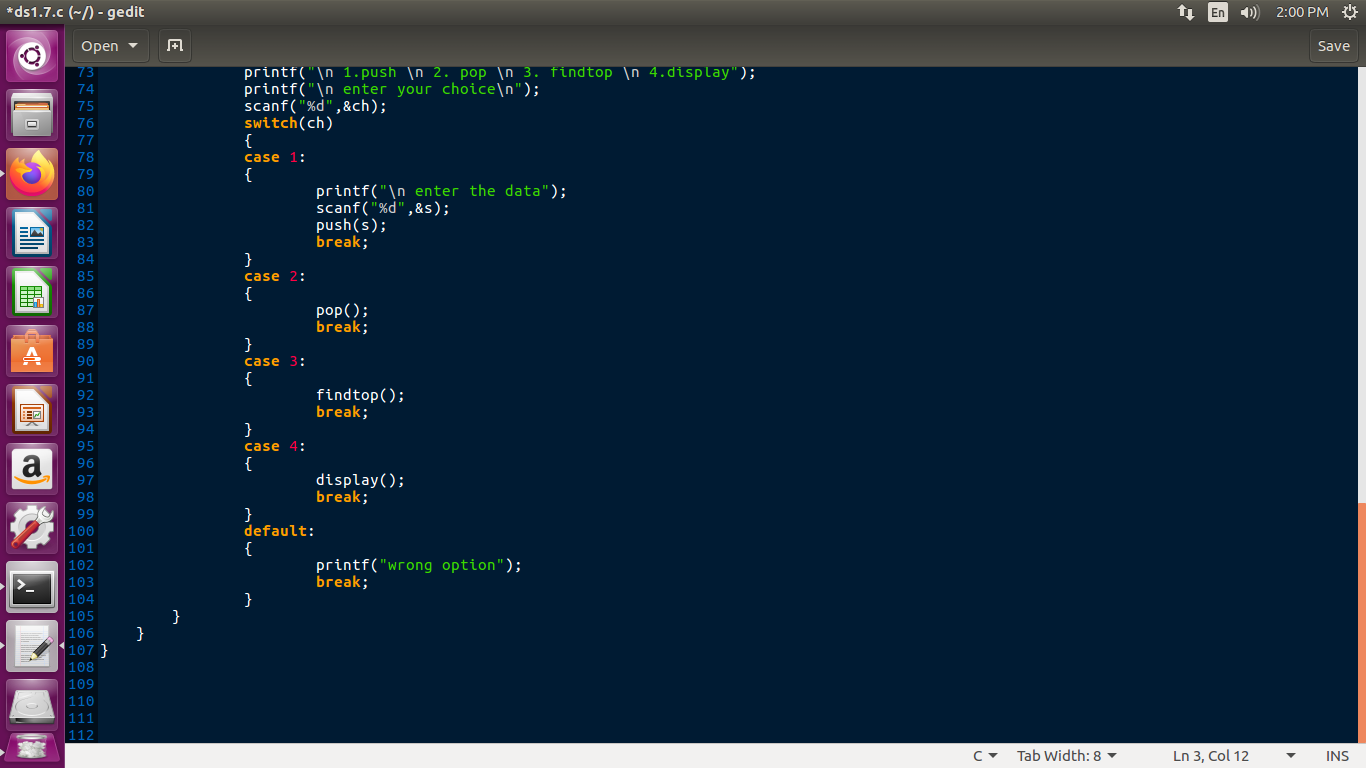 *ds1.7.c (~/) - gedit
En
2:00 PM
Open
Save
73 printf("\n 1.push \n 2. pop \n 3. findtop \n 4.display");
74 printf("\n enter your choice\n");
75 scanf("%d",&ch);
76 switch(ch)
77 {
78 case 1:
79 {
80 printf("\n enter the data");
81 scanf("%d",&s);
82 push(s);
83 break;
84 }
85 case 2:
86 {
87 pop();
88 break;
89 }
90 case 3:
91 {
92 findtop();
93 break;
94 }
95 case 4:
96 {
97 display();
98 break;
99 }
100 default:
101 {
102 printf("wrong option");
103 break;
104 }
105 }
106 }
107 }
108
109
110
111
112
C
Tab Width: 8
Ln 3, Col 12
INS